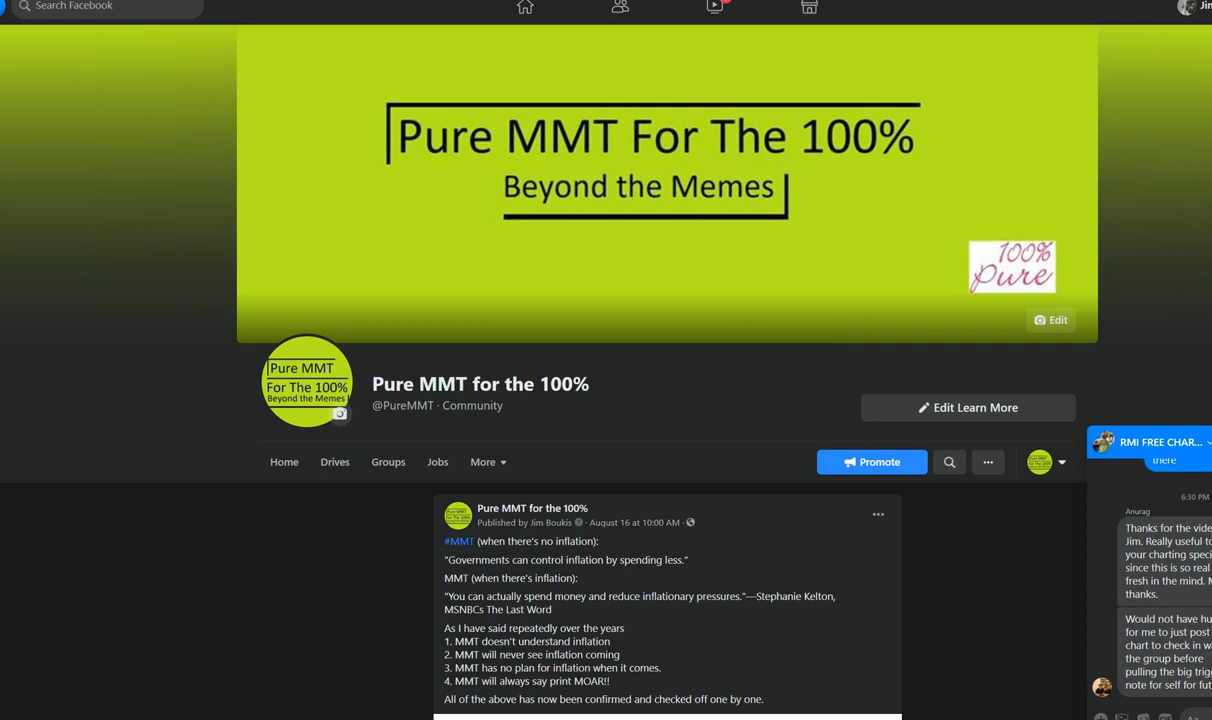 Search Facebook
Jim
Pure MMT For The 100%
Beyond the Memes
100%
Pure
Edit
Pure MMT
For The 100%
Beyond the Memes
Pure MMT for the 100%
@PureMMT · Community
Edit Learn More
Home Drives Groups Jobs More
Promote
RMI FREE CHAR...
there
6:30 PM
Anurag
Thanks for the vide
Jim. Really useful to
your charting speci
since this is so real
fresh in the mind. M
thanks.
Would not have hu
for me to just post
chart to check in w
the group before
pulling the big trig
note for self for fut
Aa
Pure MMT for the 100%
Published by Jim Boukis · August 16 at 10:00 AM ·
#MMT (when there's no inflation):
"Governments can control inflation by spending less."
MMT (when there's inflation):
"You can actually spend money and reduce inflationary pressures."—Stephanie Kelton,
MSNBCs The Last Word
As I have said repeatedly over the years
1. MMT doesn't understand inflation
2. MMT will never see inflation coming
3. MMT has no plan for inflation when it comes.
4. MMT will always say print MOAR!!
All of the above has now been confirmed and checked off one by one.